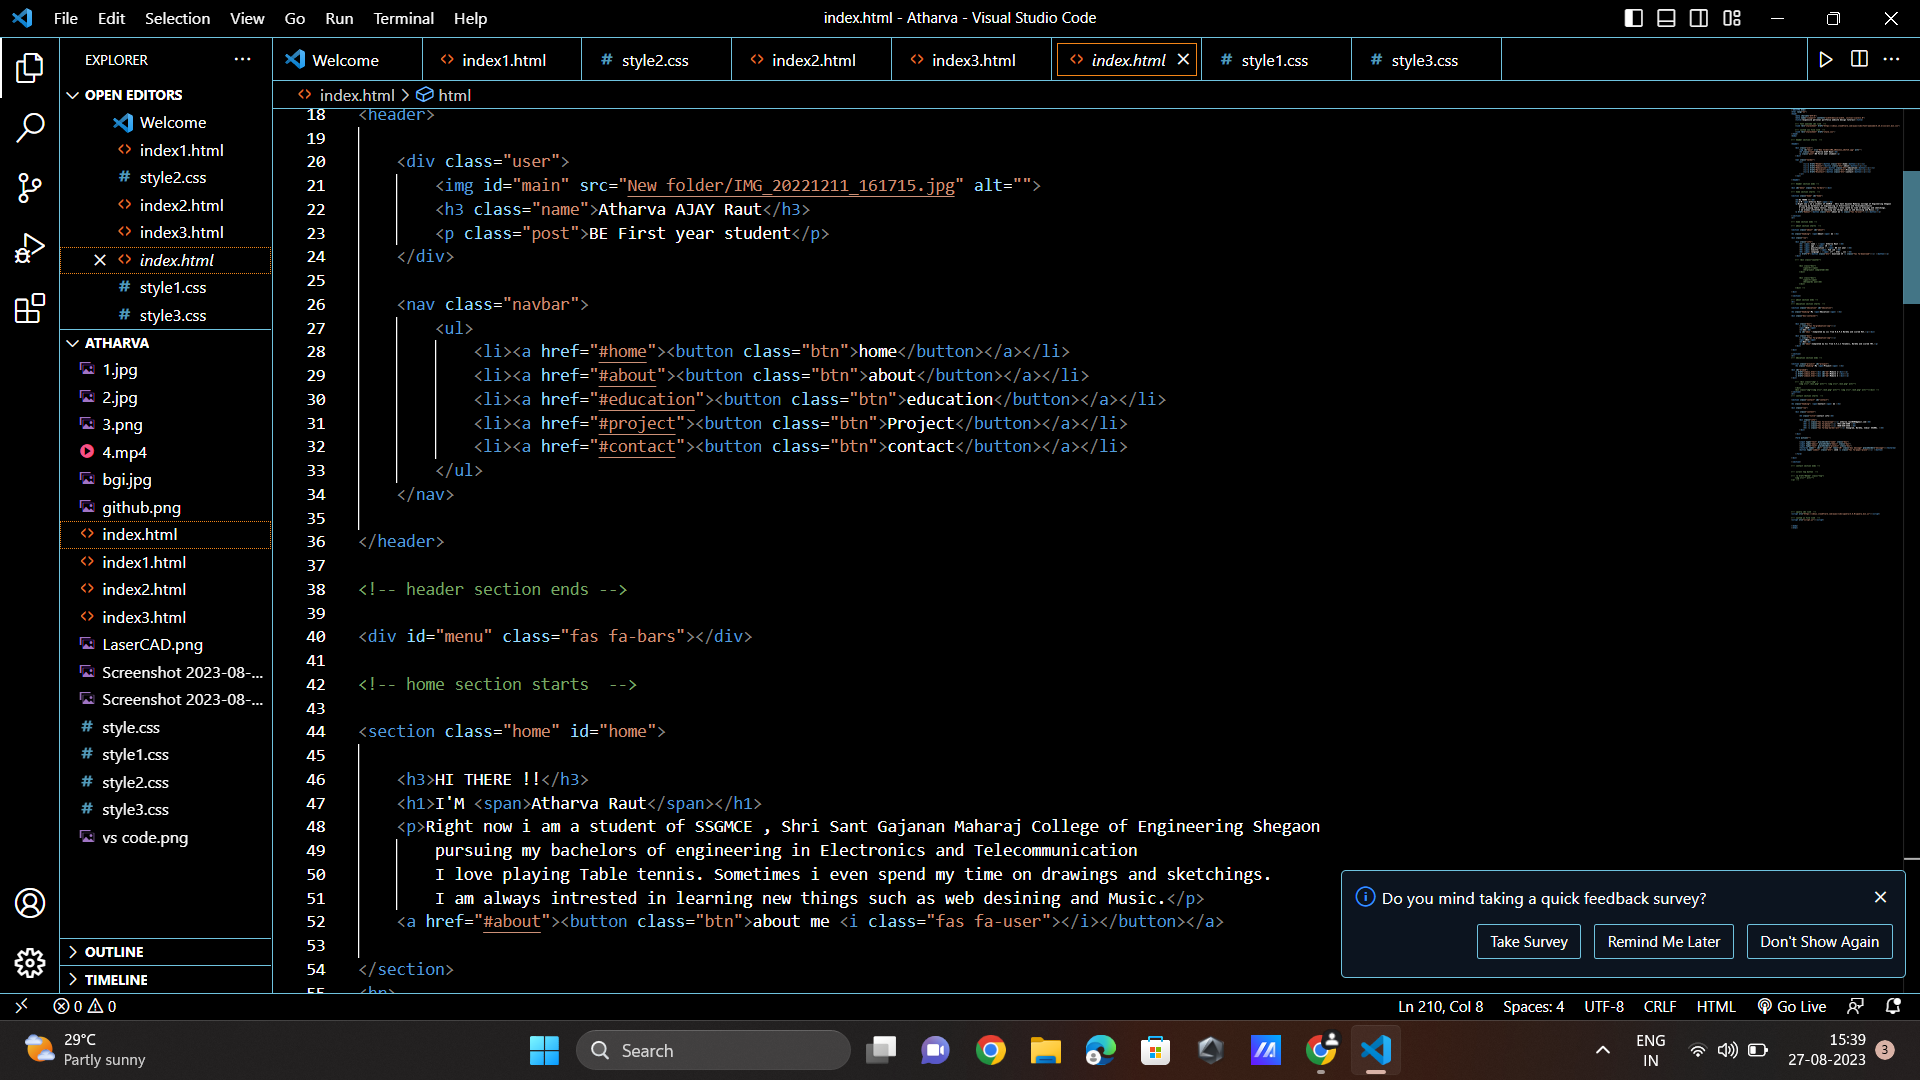 File Edit Selection View Go Run Terminal Help
index.html - Atharva - Visual Studio Code
EXPLORER
Welcome index1.html style2.css index2.html index3.html index.html style1.css style3.css
OPEN EDITORS
Welcome
index1.html
style2.css
index2.html
index3.html
index.html
style1.css
style3.css
ATHARVA
1.jpg
2.jpg
3.png
4.mp4
bgi.jpg
github.png
index.html
index1.html
index2.html
index3.html
LaserCAD.png
Screenshot 2023-08-...
Screenshot 2023-08-...
style.css
style1.css
style2.css
style3.css
vs code.png
OUTLINE
TIMELINE
index.html > html
18 <header>
19
20 <div class="user">
21 <img id="main" src="New folder/IMG_20221211_161715.jpg" alt="">
22 <h3 class="name">Atharva AJAY Raut</h3>
23 <p class="post">BE First year student</p>
24 </div>
25
26 <nav class="navbar">
27 <ul>
28 <li><a href="#home"><button class="btn">home</button></a></li>
29 <li><a href="#about"><button class="btn">about</button></a></li>
30 <li><a href="#education"><button class="btn">education</button></a></li>
31 <li><a href="#project"><button class="btn">Project</button></a></li>
32 <li><a href="#contact"><button class="btn">contact</button></a></li>
33 </ul>
34 </nav>
35
36 </header>
37
38 <!-- header section ends -->
39
40 <div id="menu" class="fas fa-bars"></div>
41
42 <!-- home section starts  -->
43
44 <section class="home" id="home">
45
46 <h3>HI THERE !!</h3>
47 <h1>I'M <span>Atharva Raut</span></h1>
48 <p>Right now i am a student of SSGMCE , Shri Sant Gajanan Maharaj College of Engineering Shegaon
49 pursuing my bachelors of engineering in Electronics and Telecommunication
50 I love playing Table tennis. Sometimes i even spend my time on drawings and sketchings.
51 I am always intrested in learning new things such as web desining and Music.</p>
52 <a href="#about"><button class="btn">about me <i class="fas fa-user"></i></button></a>
53
54 </section>
55 <hr>
Do you mind taking a quick feedback survey?
Take Survey Remind Me Later Don't Show Again
0 0 Ln 210, Col 8 Spaces: 4 UTF-8 CRLF HTML Go Live
29°C
Partly sunny
Search
ENG
IN
15:39
27-08-2023
3